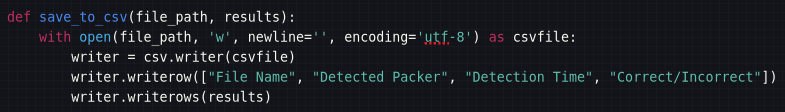 def save_to_csv(file_path, results):
    with open(file_path, 'w', newline='', encoding='utf-8') as csvfile:
        writer = csv.writer(csvfile)
        writer.writerow(["File Name", "Detected Packer", "Detection Time", "Correct/Incorrect"])
        writer.writerows(results)